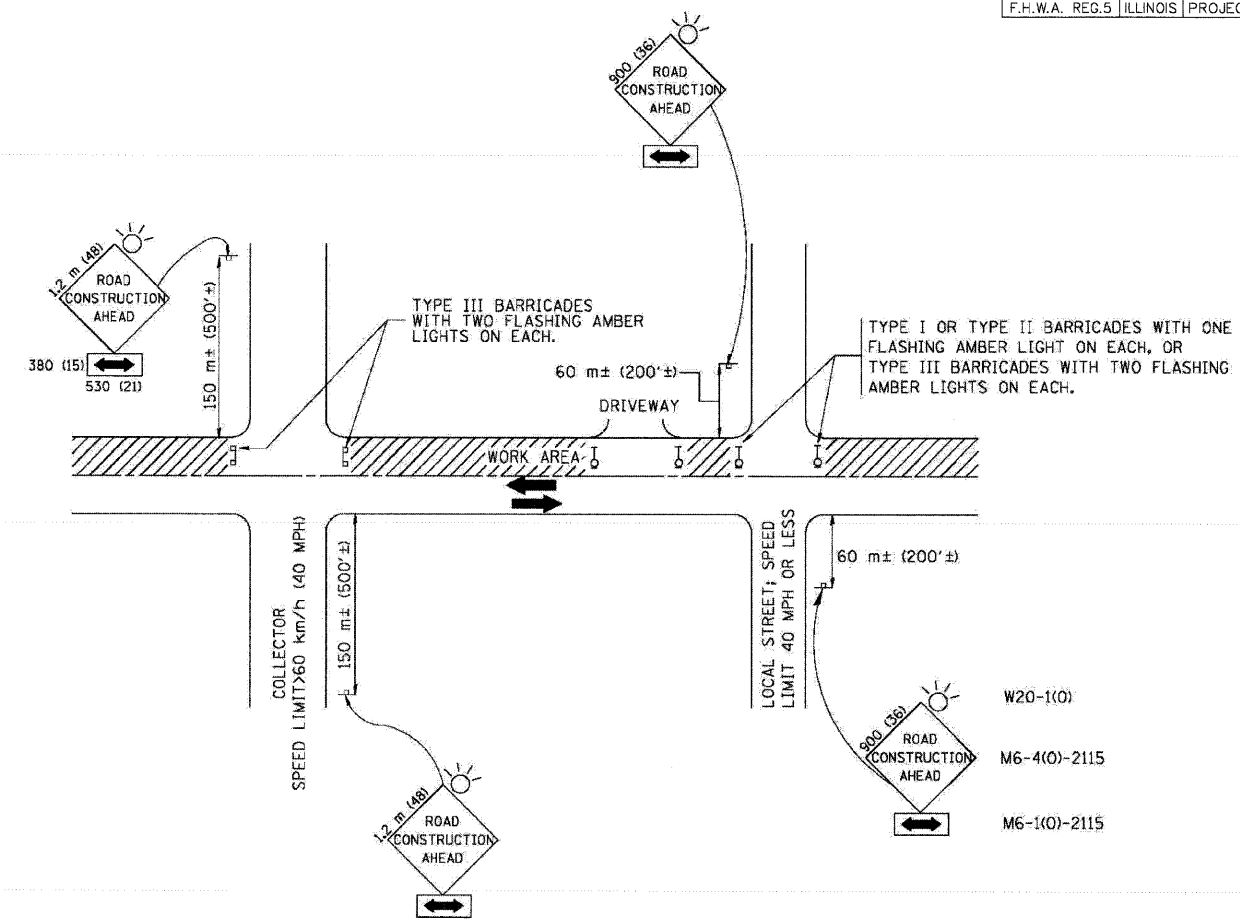 F.H.W.A. REG.5 ILLINOIS PROJEC
900 (36)
ROAD
CONSTRUCTION
AHEAD
1.2 m (48)
ROAD
CONSTRUCTION
AHEAD
380 (15)
530 (21)
150 m± (500'±)
TYPE III BARRICADES
WITH TWO FLASHING AMBER
LIGHTS ON EACH.
60 m± (200'±)
DRIVEWAY
TYPE I OR TYPE II BARRICADES WITH ONE
FLASHING AMBER LIGHT ON EACH, OR
TYPE III BARRICADES WITH TWO FLASHING
AMBER LIGHTS ON EACH.
WORK AREA
COLLECTOR
SPEED LIMIT>60 km/h (40 MPH)
150 m± (500'±)
LOCAL STREET; SPEED
LIMIT 40 MPH OR LESS
60 m± (200'±)
1.2 m (48)
ROAD
CONSTRUCTION
AHEAD
900 (36)
ROAD
CONSTRUCTION
AHEAD
W20-1(O)
M6-4(O)-2115
M6-1(O)-2115